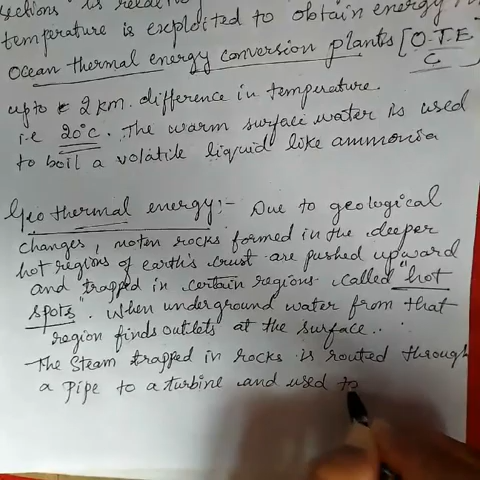 sections is
temperature is exploited to obtain energy in
Ocean thermal energy conversion plants [O.T.E
C
upto 2 km. difference in temperature.
i.e 20°C. The warm surface water is used
to boil a volatile liquid like ammonia
Geothermal energy:- Due to geological
changes, moten rocks formed in the deeper
hot regions of earth's crust are pushed upward
and trapped in certain regions called "hot
spots". When underground water from that
region finds outlets at the surface..
The steam trapped in rocks is routed through
a pipe to a turbine and used to